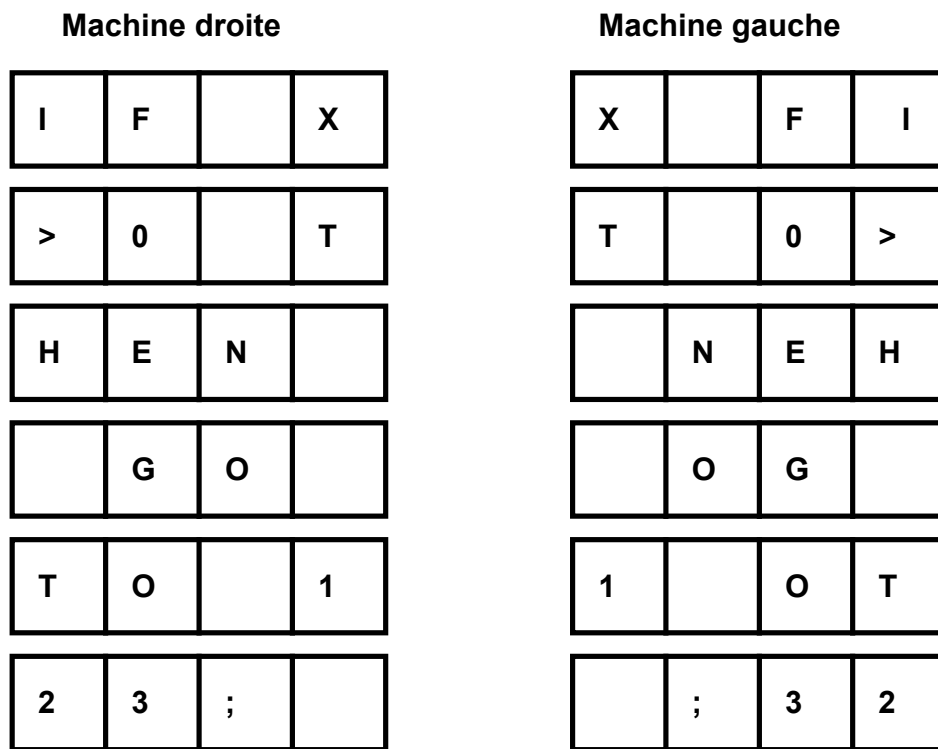 Machine droite Machine gauche
I F X X F I
> 0 T T 0 >
H E N N E H
G O O G
T O 1 1 O T
2 3 ; ; 3 2